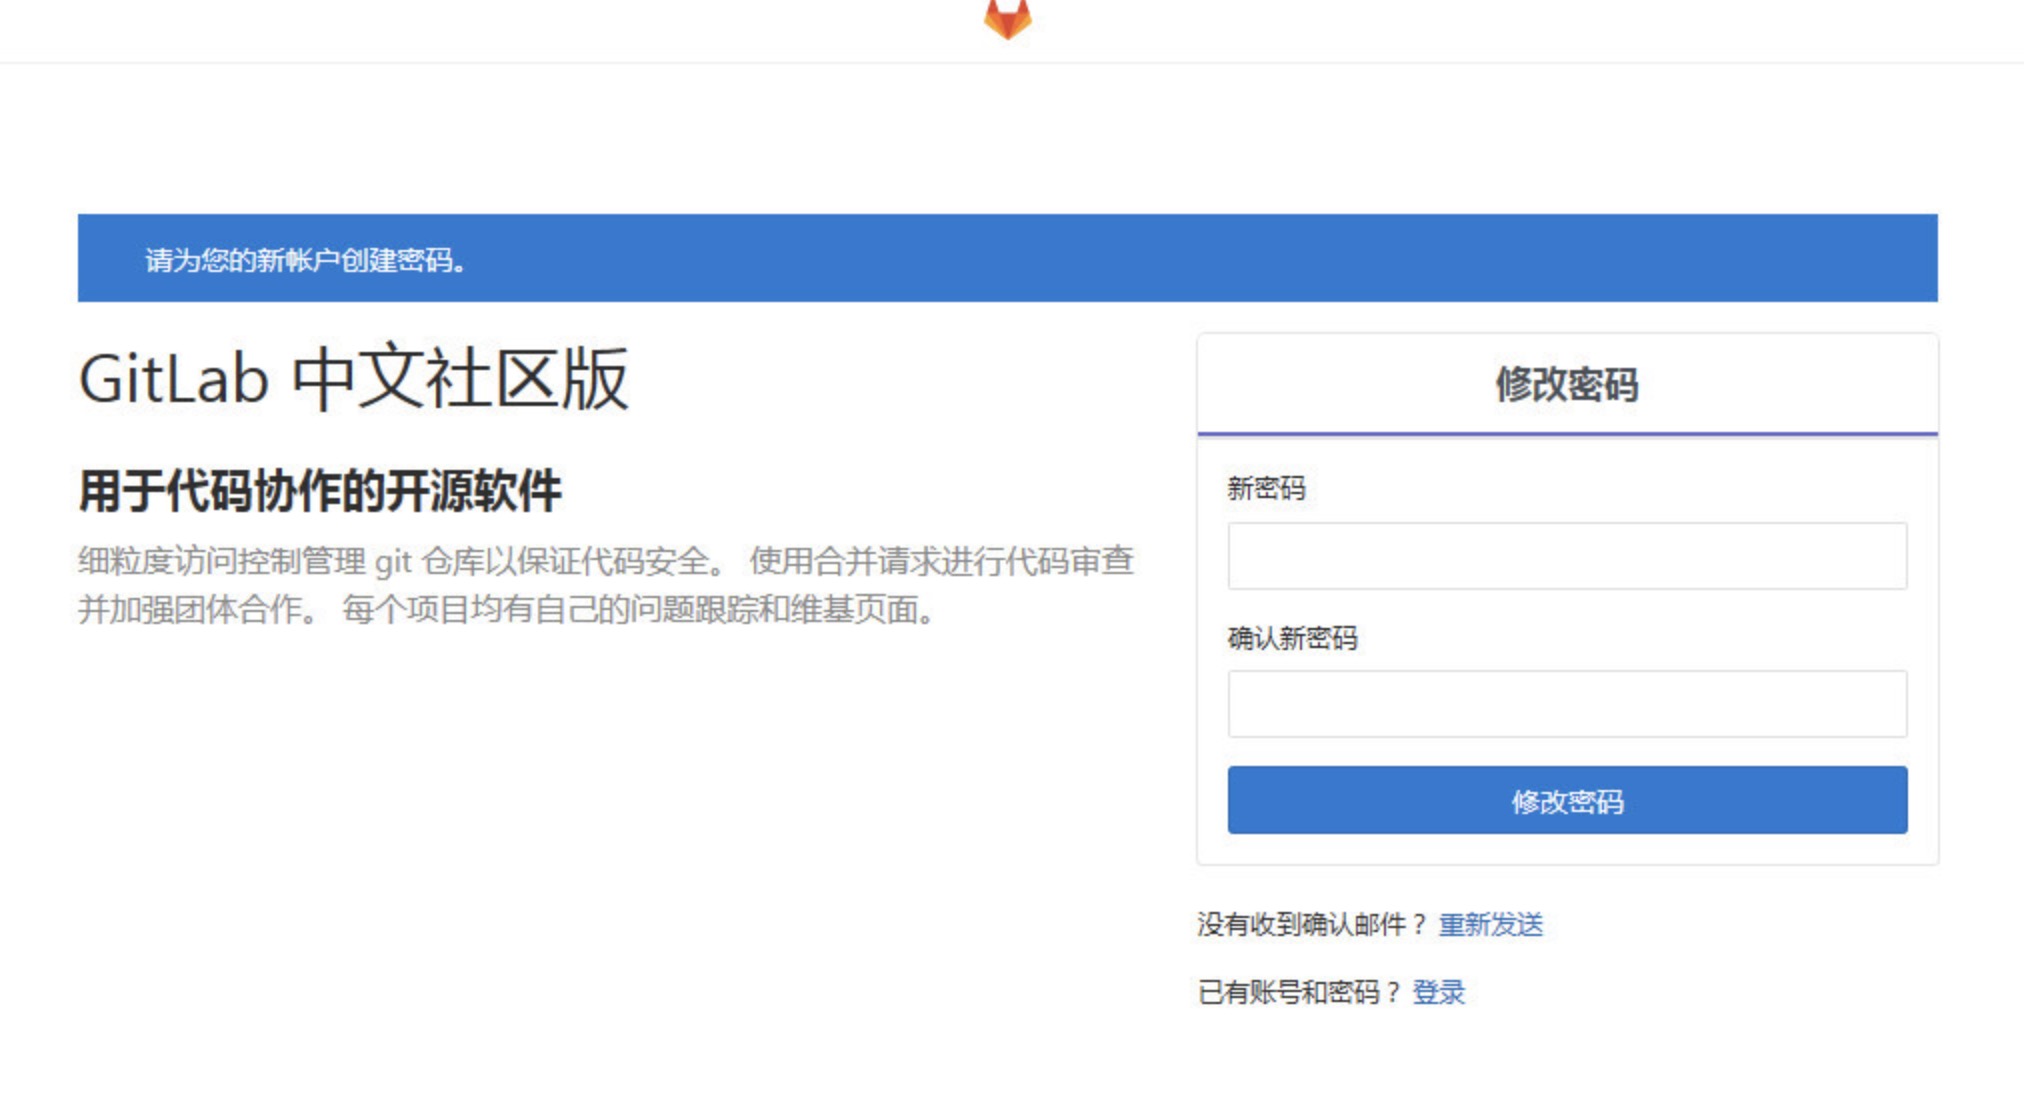 请为您的新帐户创建密码。
GitLab 中文社区版
用于代码协作的开源软件
细粒度访问控制管理 git 仓库以保证代码安全。 使用合并请求进行代码审查
并加强团体合作。 每个项目均有自己的问题跟踪和维基页面。
修改密码
新密码
确认新密码
修改密码
没有收到确认邮件？ 重新发送
已有账号和密码？ 登录